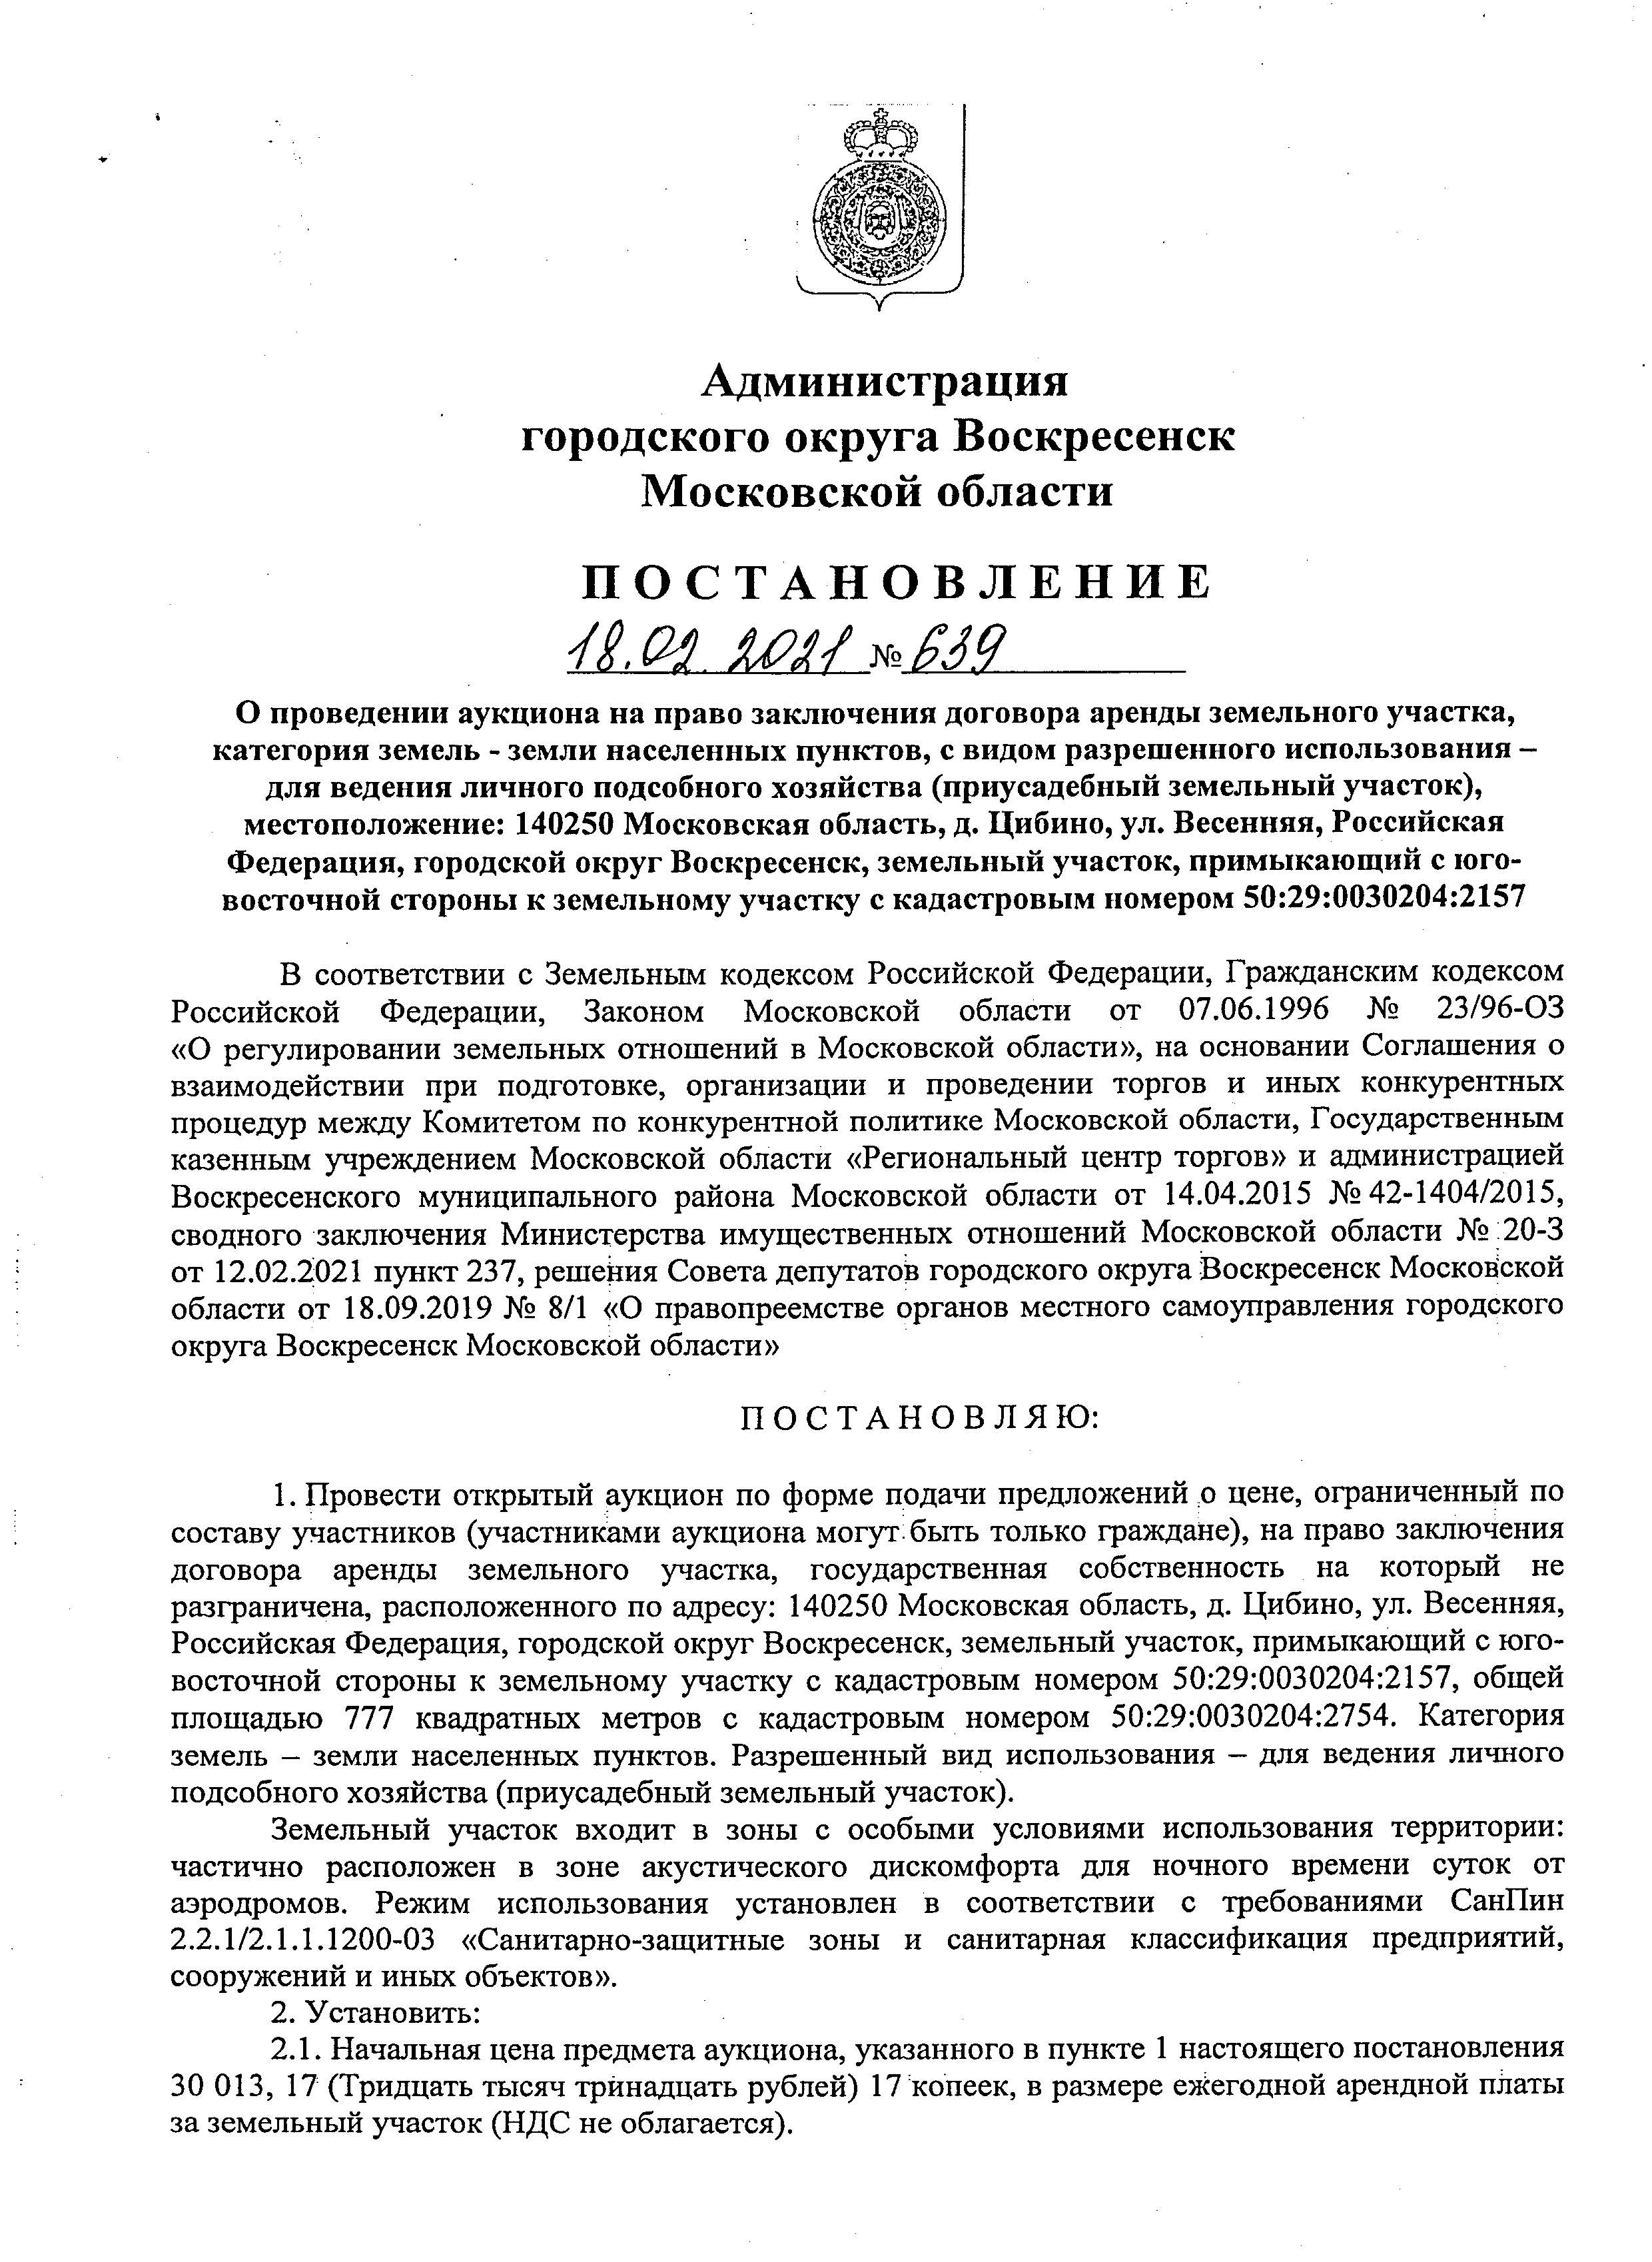 Администрация
городского округа Воскресенск
Московской области
П О С Т А Н О В Л Е Н И Е
18.02.2021 № 639
О проведении аукциона на право заключения договора аренды земельного участка,
категория земель - земли населенных пунктов, с видом разрешенного использования –
для ведения личного подсобного хозяйства (приусадебный земельный участок),
местоположение: 140250 Московская область, д. Цибино, ул. Весенняя, Российская
Федерация, городской округ Воскресенск, земельный участок, примыкающий с юго-
восточной стороны к земельному участку с кадастровым номером 50:29:0030204:2157
В соответствии с Земельным кодексом Российской Федерации, Гражданским кодексом
Российской Федерации, Законом Московской области от 07.06.1996 № 23/96-ОЗ
«О регулировании земельных отношений в Московской области», на основании Соглашения о
взаимодействии при подготовке, организации и проведении торгов и иных конкурентных
процедур между Комитетом по конкурентной политике Московской области, Государственным
казенным учреждением Московской области «Региональный центр торгов» и администрацией
Воскресенского муниципального района Московской области от 14.04.2015 № 42-1404/2015,
сводного заключения Министерства имущественных отношений Московской области № 20-З
от 12.02.2021 пункт 237, решения Совета депутатов городского округа Воскресенск Московской
области от 18.09.2019 № 8/1 «О правопреемстве органов местного самоуправления городского
округа Воскресенск Московской области»
П О С Т А Н О В Л Я Ю:
1. Провести открытый аукцион по форме подачи предложений о цене, ограниченный по
составу участников (участниками аукциона могут быть только граждане), на право заключения
договора аренды земельного участка, государственная собственность на который не
разграничена, расположенного по адресу: 140250 Московская область, д. Цибино, ул. Весенняя,
Российская Федерация, городской округ Воскресенск, земельный участок, примыкающий с юго-
восточной стороны к земельному участку с кадастровым номером 50:29:0030204:2157, общей
площадью 777 квадратных метров с кадастровым номером 50:29:0030204:2754. Категория
земель – земли населенных пунктов. Разрешенный вид использования – для ведения личного
подсобного хозяйства (приусадебный земельный участок).
Земельный участок входит в зоны с особыми условиями использования территории:
частично расположен в зоне акустического дискомфорта для ночного времени суток от
аэродромов. Режим использования установлен в соответствии с требованиями СанПин
2.2.1/2.1.1.1200-03 «Санитарно-защитные зоны и санитарная классификация предприятий,
сооружений и иных объектов».
2. Установить:
2.1. Начальная цена предмета аукциона, указанного в пункте 1 настоящего постановления
30 013, 17 (Тридцать тысяч тринадцать рублей) 17 копеек, в размере ежегодной арендной платы
за земельный участок (НДС не облагается).